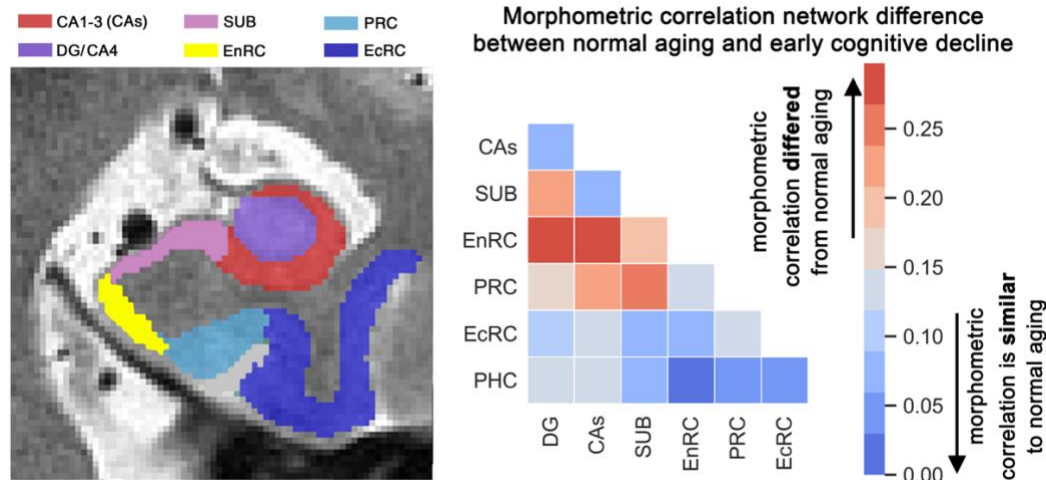 CA1-3 (CAs)
SUB
PRC
DG/CA4
EnRC
EcRC
Morphometric correlation network difference
between normal aging and early cognitive decline
CAs
SUB
EnRC
PRC
EcRC
PHC
DG
CAs
SUB
EnRC
PRC
EcRC
morphometric
correlation differed
from normal aging
0.25
0.20
0.15
0.10
0.05
0.00
morphometric
correlation is similar
to normal aging